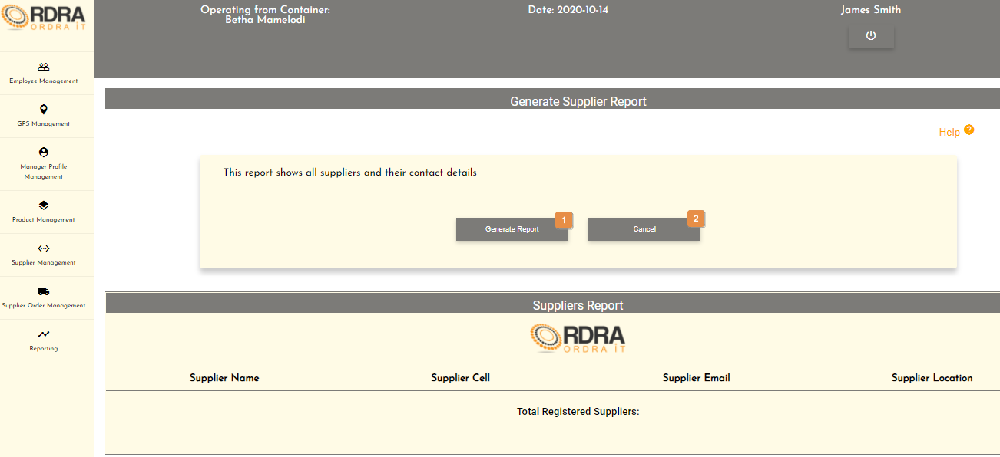 RDRA
ORDRA IT
Operating from Container:
Betha Mamelodi
Date: 2020-10-14
James Smith
Employee Management
GPS Management
Manager Profile
Management
Product Management
Supplier Management
Supplier Order Management
Reporting
Generate Supplier Report
Help ?
This report shows all suppliers and their contact details
Generate Report 1 Cancel 2
Suppliers Report
RDRA
ORDRA IT
Supplier Name Supplier Cell Supplier Email Supplier Location
Total Registered Suppliers: